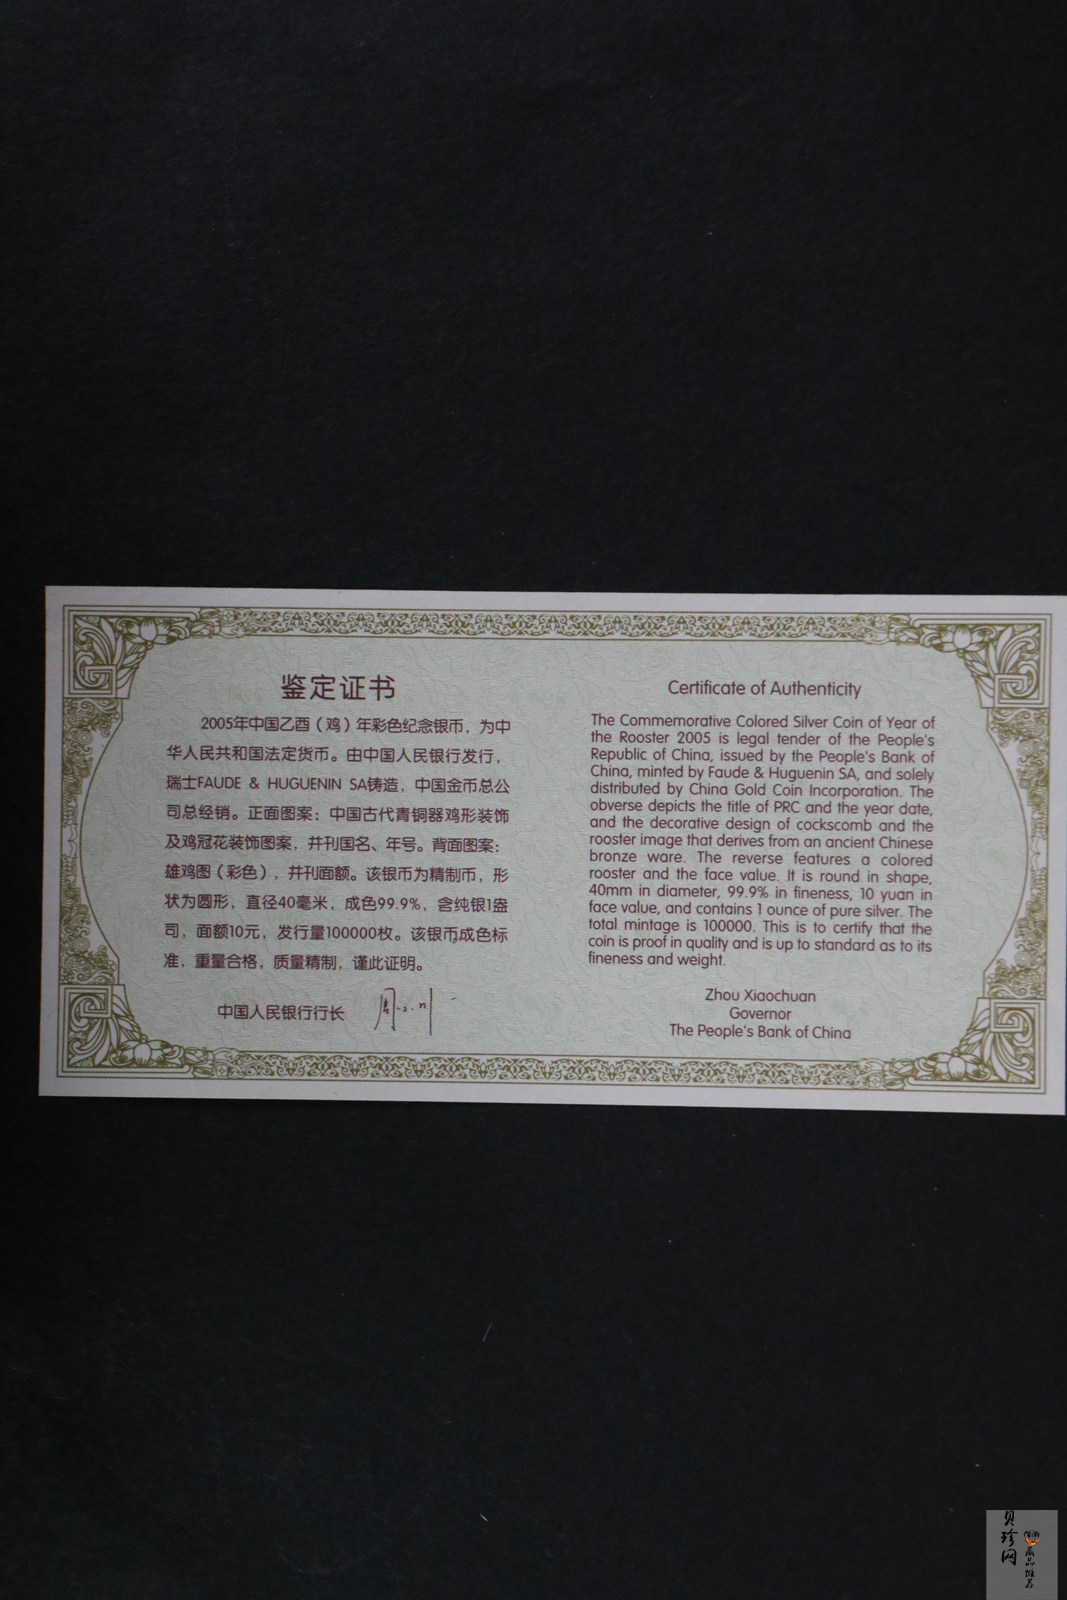 鉴定证书
2005年中国乙酉（鸡）年彩色纪念银币，为中
华人民共和国法定货币。由中国人民银行发行，
瑞士FAUDE & HUGUENIN SA铸造，中国金币总公
司总经销。正面图案：中国古代青铜器鸡形装饰
及鸡冠花装饰图案，并刊国名、年号。背面图案：
雄鸡图（彩色），并刊面额。该银币为精制币，形
状为圆形，直径40毫米，成色99.9%，含纯银1盎
司，面额10元，发行量100000枚。该银币成色标
准，重量合格，质量精制，谨此证明。
中国人民银行行长
Certificate of Authenticity
The Commemorative Colored Silver Coin of Year of
the Rooster 2005 is legal tender of the People's
Republic of China, issued by the People's Bank of
China, minted by Faude & Huguenin SA, and solely
distributed by China Gold Coin Incorporation. The
obverse depicts the title of PRC and the year date,
and the decorative design of cockscomb and the
rooster image that derives from an ancient Chinese
bronze ware. The reverse features a colored
rooster and the face value. It is round in shape,
40mm in diameter, 99.9% in fineness, 10 yuan in
face value, and contains 1 ounce of pure silver. The
total mintage is 100000. This is to certify that the
coin is proof in quality and is up to standard as to its
fineness and weight.
Zhou Xiaochuan
Governor
The People's Bank of China
贝珍网
商品推荐